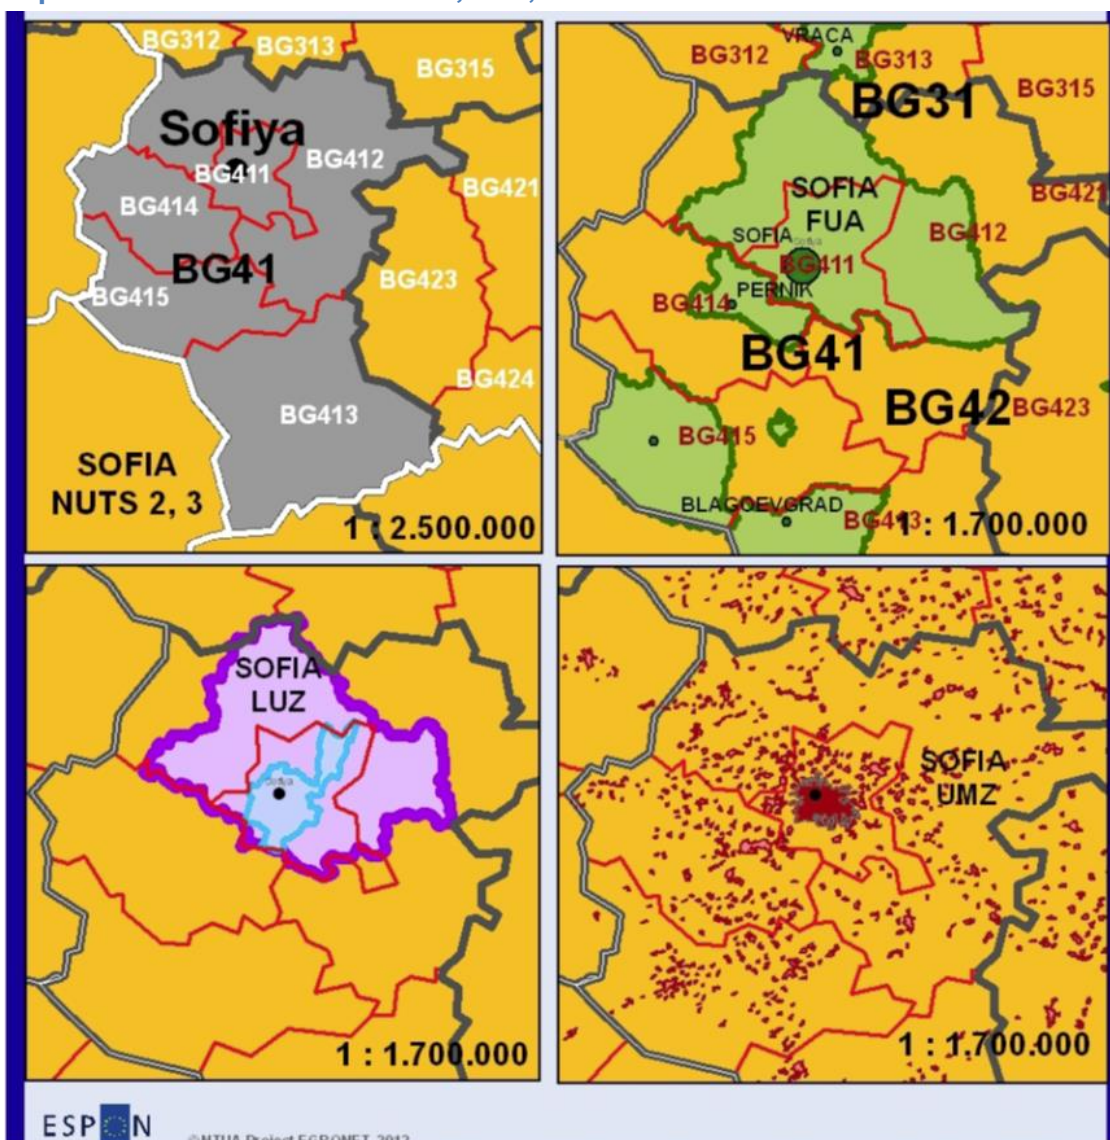 BG312
BG313
BG315
Sofiya
BG411
BG412
BG421
BG414
BG41
BG423
BG415
BG424
BG413
SOFIA
NUTS 2, 3
1 : 2.500.000
VRACA
BG312
BG313
BG31
BG315
BG421
SOFIA
FUA
SOFIA
BG412
BG411
PERNIK
BG414
BG41
BG42
BG423
BG415
BLAGOEVGRAD
BG413
1 : 1.700.000
SOFIA
LUZ
1 : 1.700.000
SOFIA
UMZ
1 : 1.700.000
ESPON